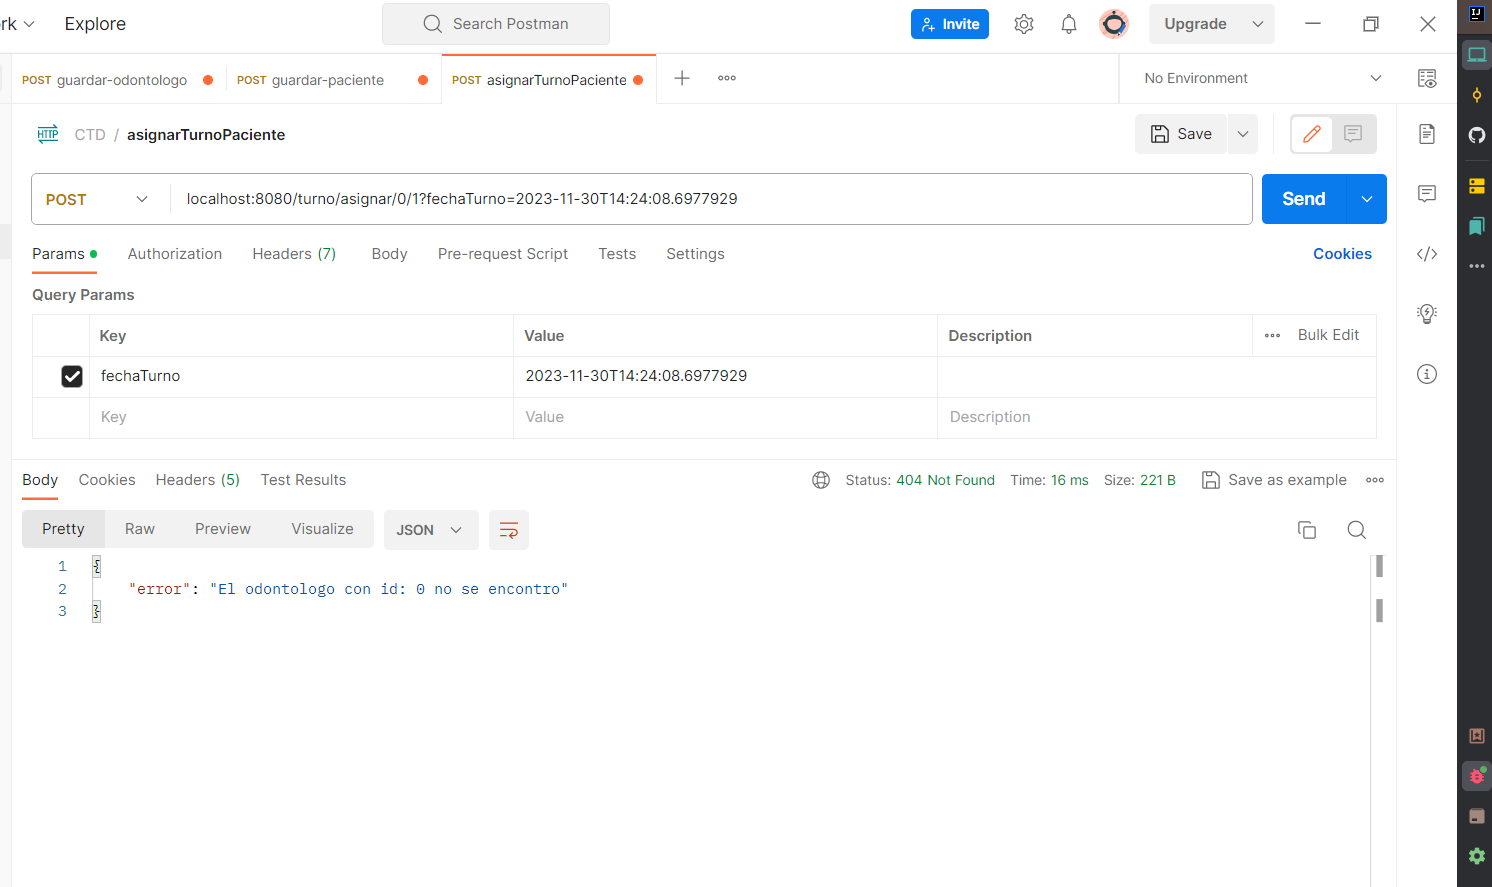 rk Explore Search Postman Invite Upgrade
POST guardar-odontologo POST guardar-paciente POST asignarTurnoPaciente No Environment
HTTP CTD / asignarTurnoPaciente Save
POST localhost:8080/turno/asignar/0/1?fechaTurno=2023-11-30T14:24:08.6977929 Send
Params Authorization Headers (7) Body Pre-request Script Tests Settings Cookies
Query Params
Key Value Description Bulk Edit
fechaTurno 2023-11-30T14:24:08.6977929
Key Value Description
Body Cookies Headers (5) Test Results Status: 404 Not Found Time: 16 ms Size: 221 B Save as example
Pretty Raw Preview Visualize JSON
1 {
2 "error": "El odontologo con id: 0 no se encontro"
3 }
IJ